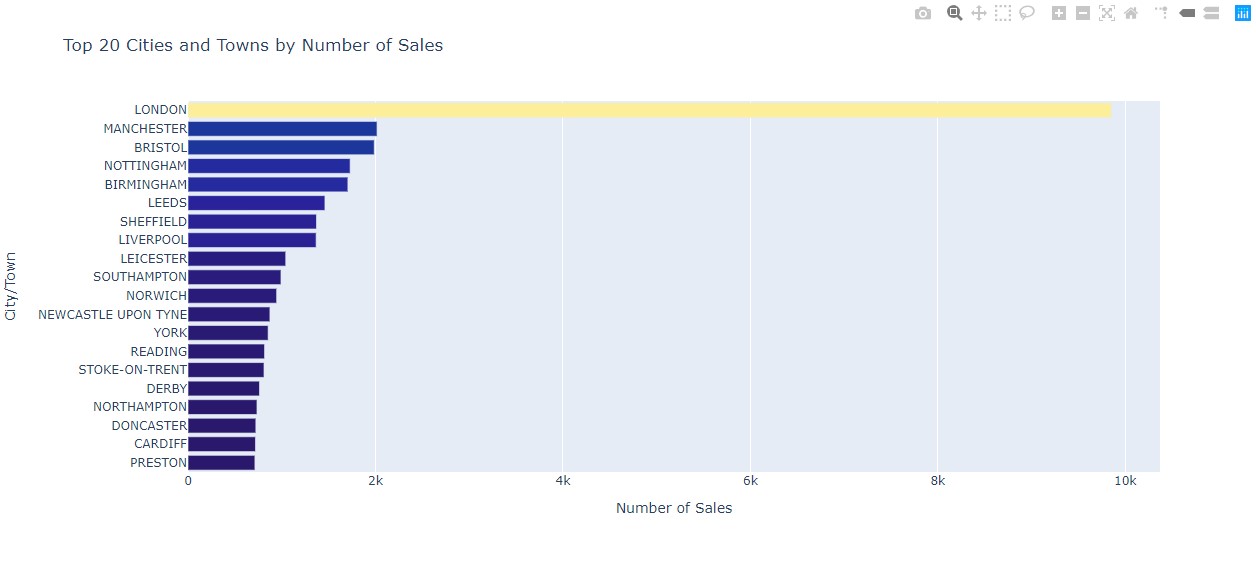 Top 20 Cities and Towns by Number of Sales
City/Town
LONDON
MANCHESTER
BRISTOL
NOTTINGHAM
BIRMINGHAM
LEEDS
SHEFFIELD
LIVERPOOL
LEICESTER
SOUTHAMPTON
NORWICH
NEWCASTLE UPON TYNE
YORK
READING
STOKE-ON-TRENT
DERBY
NORTHAMPTON
DONCASTER
CARDIFF
PRESTON
0 2k 4k 6k 8k 10k
Number of Sales